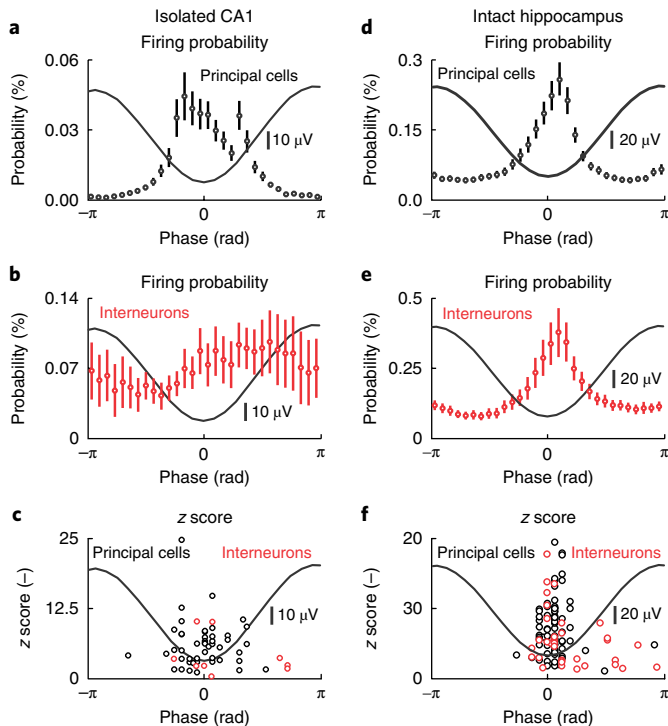 Isolated CA1
Intact hippocampus
a
Firing probability
0.06
Principal cells
Probability (%)
0.03
10 μV
0.00
−π
0
π
Phase (rad)
d
Firing probability
0.3
Principal cells
Probability (%)
0.15
20 μV
0
−π
0
π
Phase (rad)
b
Firing probability
0.14
Interneurons
Probability (%)
0.07
10 μV
0
−π
0
π
Phase (rad)
e
Firing probability
0.5
Interneurons
Probability (%)
0.25
20 μV
0
−π
0
π
Phase (rad)
c
z score
25
Principal cells
Interneurons
z score (–)
12.5
10 μV
0
−π
0
π
Phase (rad)
f
z score
20
Principal cells
Interneurons
z score (–)
30
20 μV
0
−π
0
π
Phase (rad)